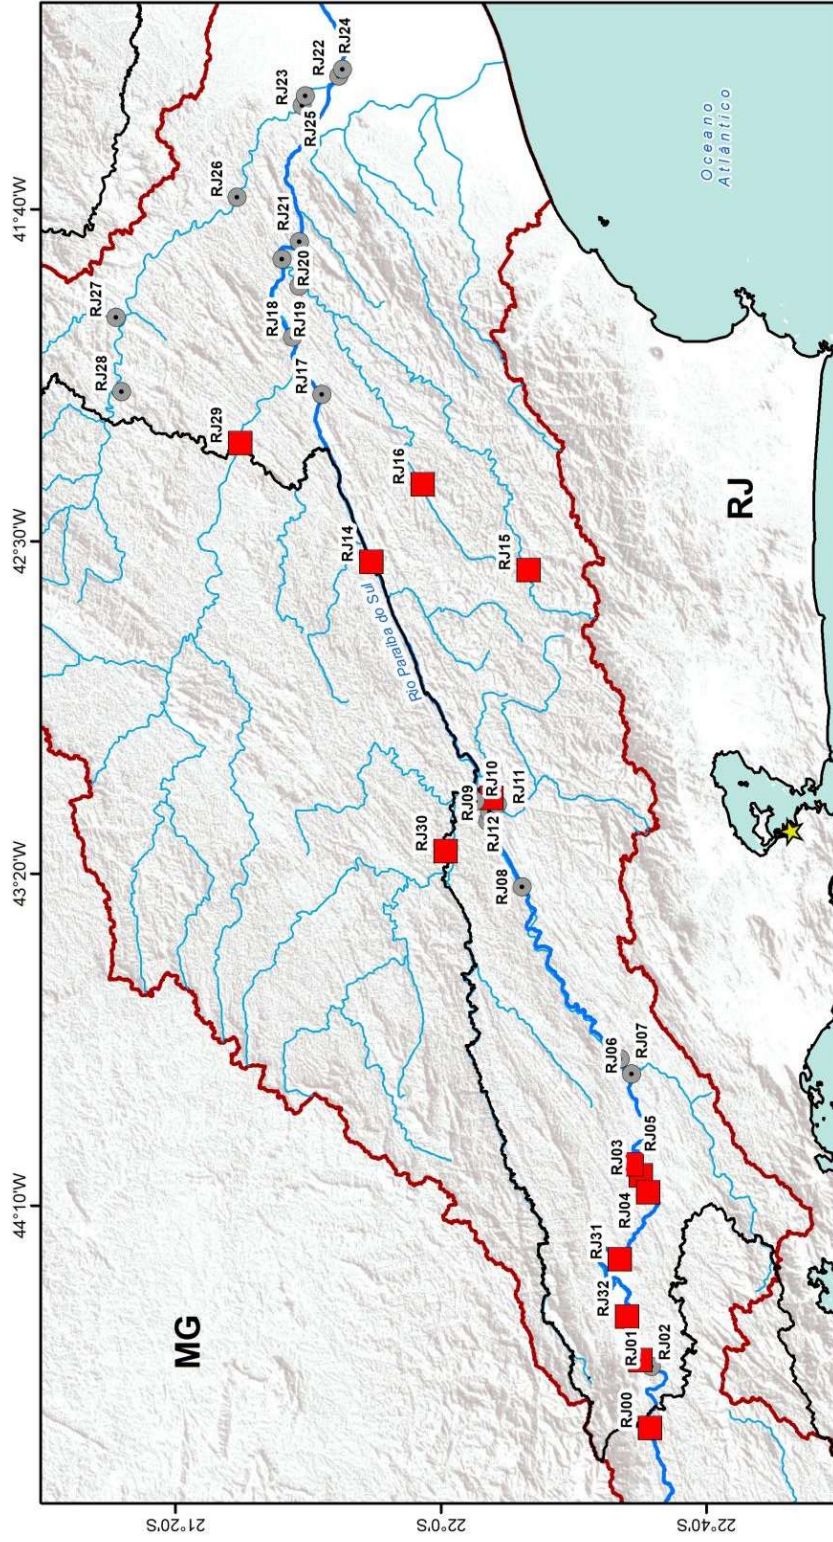 44°10'W
43°20'W
42°30'W
41°40'W
21°20'S
22°0'S
22°40'S
MG
RJ
Oceano
Atlântico
Rio Paraíba do Sul
RJ00
RJ01
RJ02
RJ32
RJ31
RJ04
RJ03
RJ05
RJ06
RJ07
RJ08
RJ30
RJ12
RJ09
RJ10
RJ11
RJ14
RJ15
RJ16
RJ29
RJ17
RJ28
RJ27
RJ18
RJ19
RJ20
RJ21
RJ26
RJ25
RJ23
RJ22
RJ24